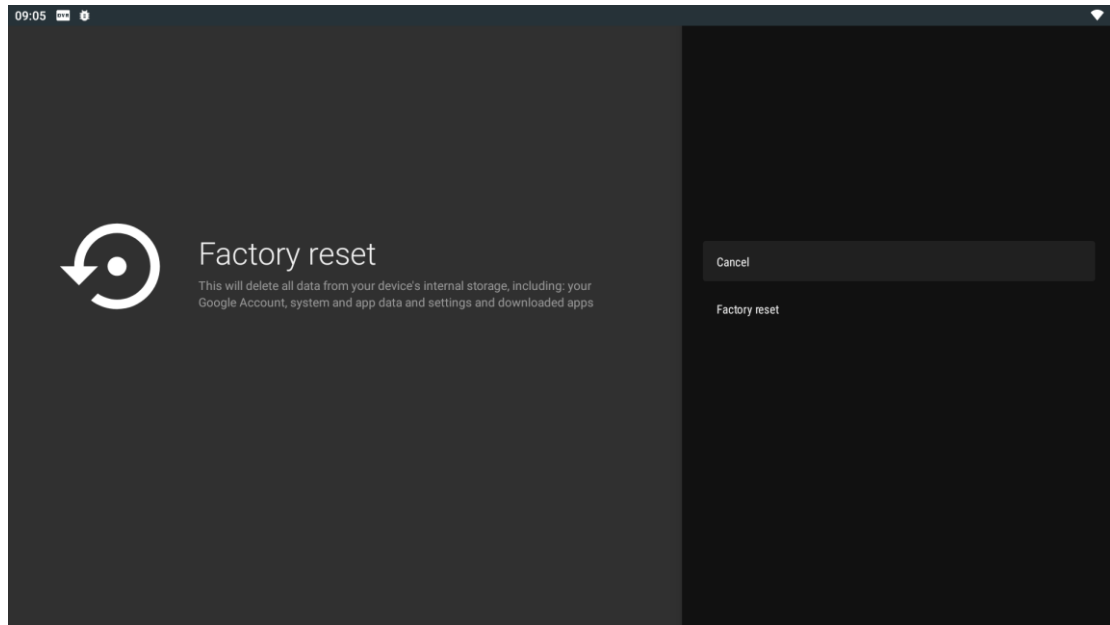 09:05 DVR
Factory reset
This will delete all data from your device's internal storage, including: your
Google Account, system and app data and settings and downloaded apps
Cancel
Factory reset